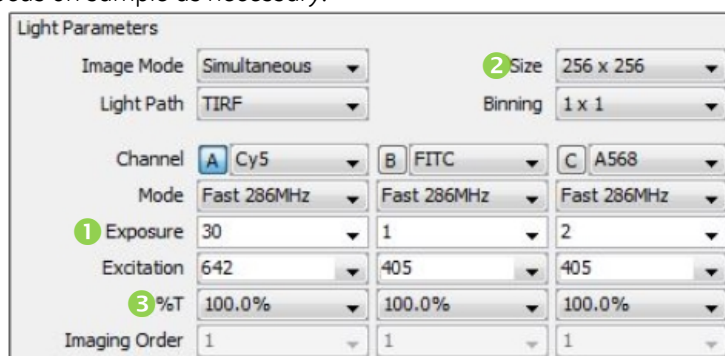 Light Parameters
Image Mode Simultaneous 2 Size 256 x 256
Light Path TIRF Binning 1 x 1
Channel A Cy5 B FITC C A568
Mode Fast 286MHz Fast 286MHz Fast 286MHz
1 Exposure 30 1 2
Excitation 642 405 405
3 %T 100.0% 100.0% 100.0%
Imaging Order 1 1 1